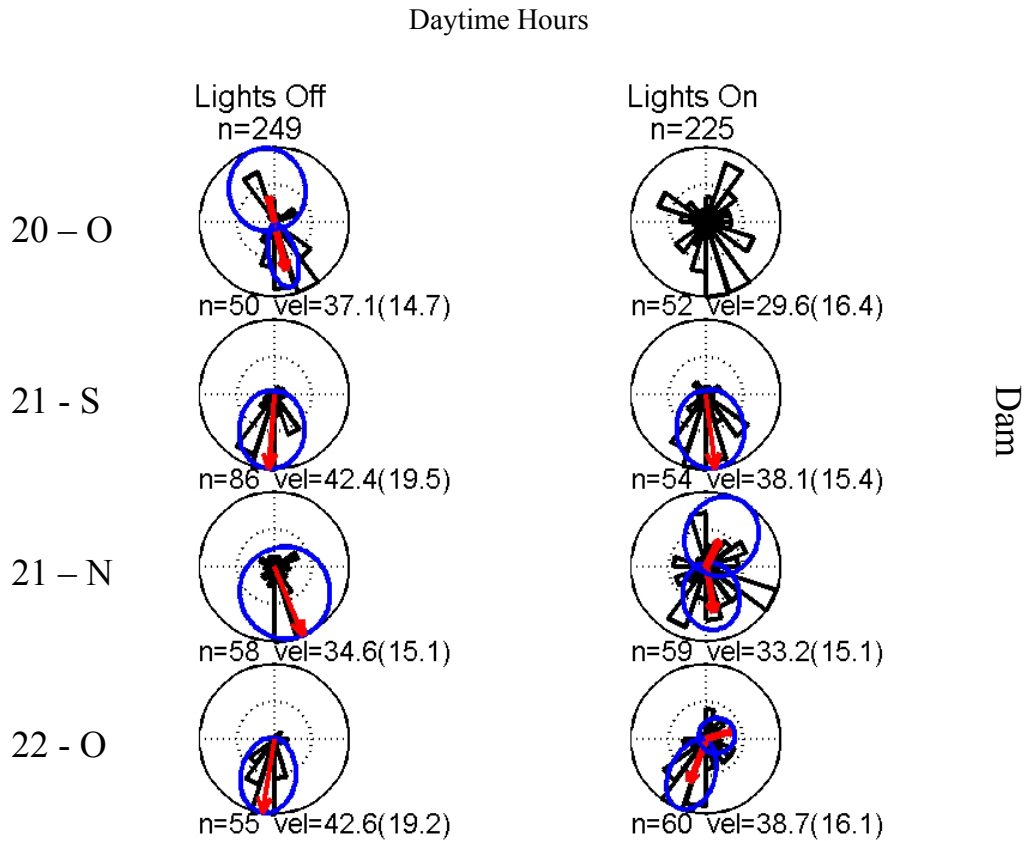 Daytime Hours
Lights Off
n=249
Lights On
n=225
20 – O
n=50 vel=37.1(14.7)
n=52 vel=29.6(16.4)
21 - S
n=86 vel=42.4(19.5)
n=54 vel=38.1(15.4)
Dam
21 – N
n=58 vel=34.6(15.1)
n=59 vel=33.2(15.1)
22 - O
n=55 vel=42.6(19.2)
n=60 vel=38.7(16.1)